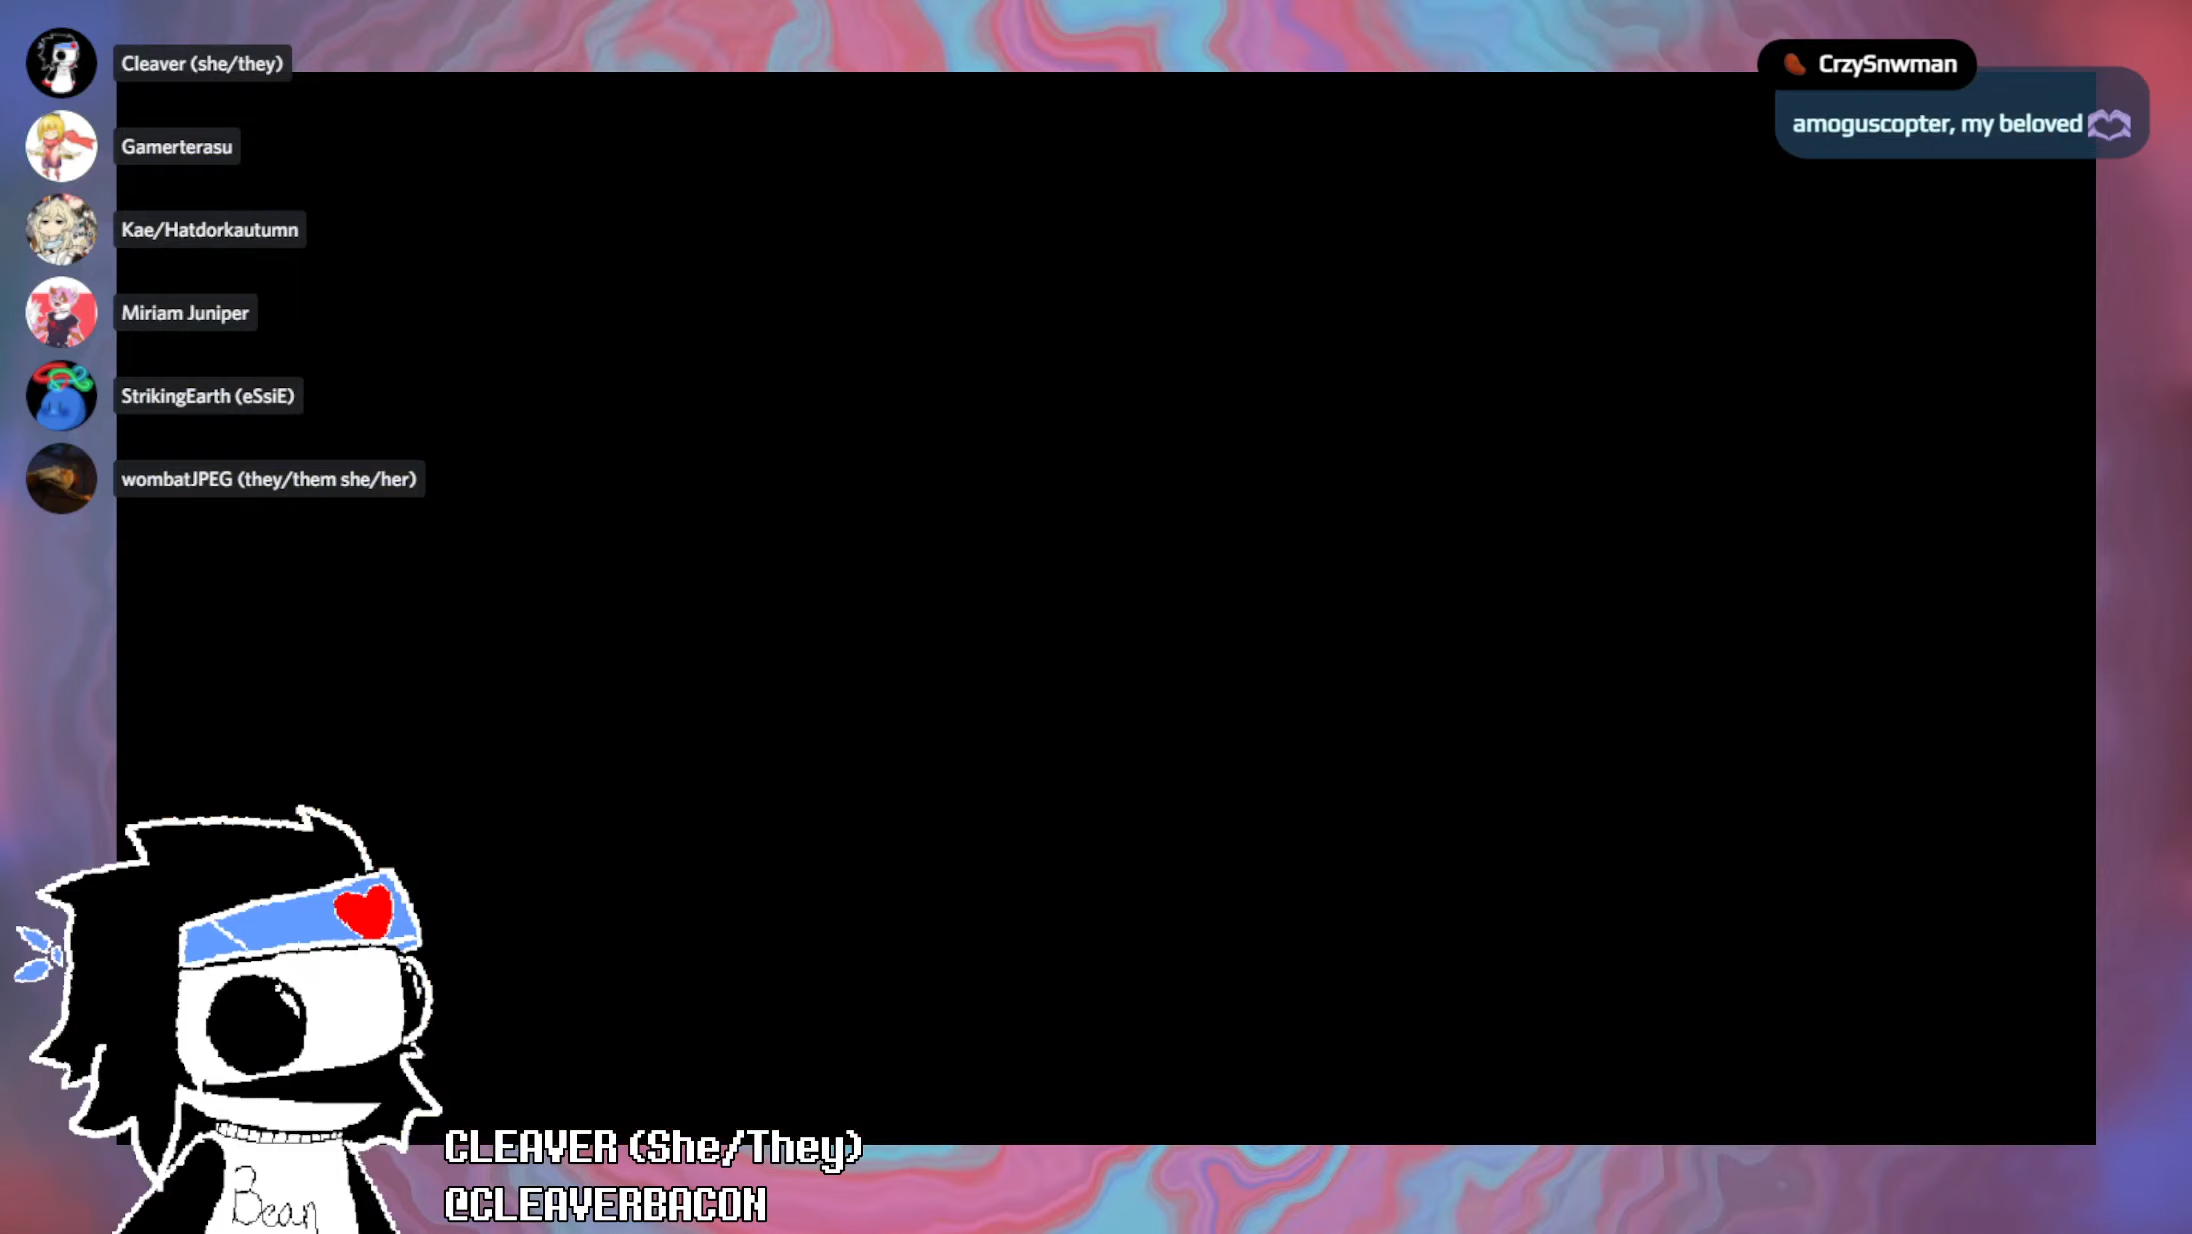 Cleaver (she/they)
CrzySnwman
amoguscopter, my beloved
Gamerterasu
Kae/Hatdorkautumn
Miriam Juniper
StrikingEarth (eSsiE)
wombatJPEG (they/them she/her)
CLEAVER (She/They)
@CLEAVERBACON
Bean